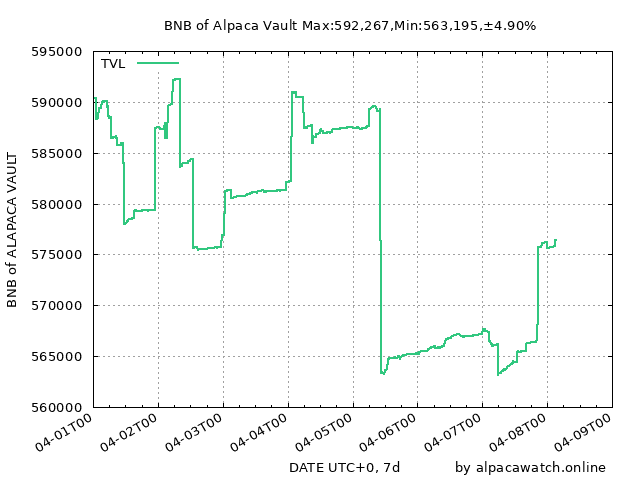 BNB of Alpaca Vault Max:592,267,Min:563,195,±4.90%
TVL
595000
590000
585000
580000
575000
570000
565000
560000
BNB of ALAPACA VAULT
04-01T00
04-02T00
04-03T00
04-04T00
04-05T00
04-06T00
04-07T00
04-08T00
04-09T00
DATE UTC+0, 7d
by alpacawatch.online